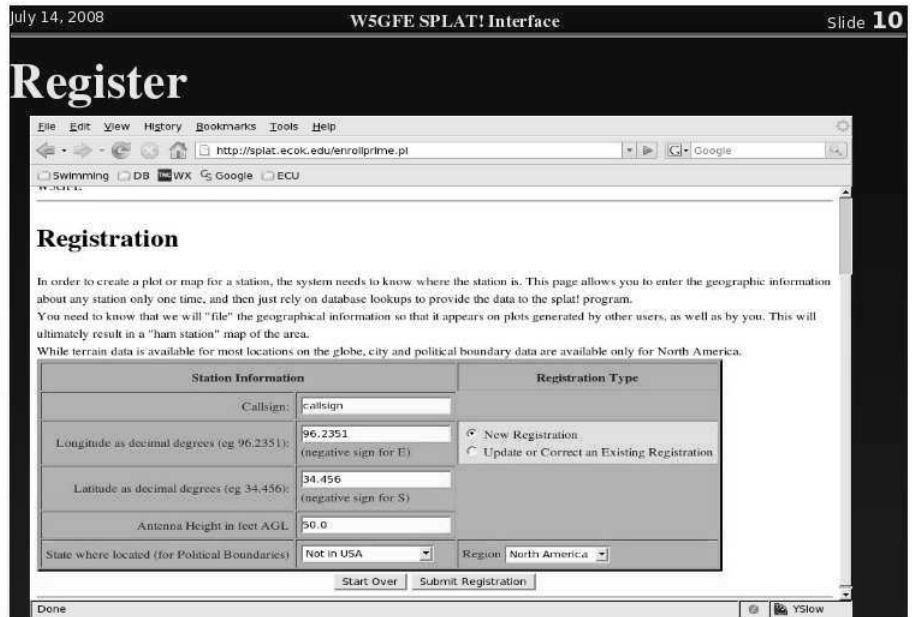 July 14, 2008 W5GFE SPLAT! Interface Slide 10
Register
File Edit View History Bookmarks Tools Help
http://splat.ecok.edu/enrollprime.pl Google
Swimming DB WX Google ECU
W5GFE
Registration
In order to create a plot or map for a station, the system needs to know where the station is. This page allows you to enter the geographic information
about any station only one time, and then just rely on database lookups to provide the data to the splat! program.
You need to know that we will "file" the geographical information so that it appears on plots generated by other users, as well as by you. This will
ultimately result in a "ham station" map of the area.
While terrain data is available for most locations on the globe, city and political boundary data are available only for North America.
Station Information Registration Type
Callsign: callsign
Longitude as decimal degrees (eg 96.2351): 96.2351
(negative sign for E)
New Registration
Update or Correct an Existing Registration
Latitude as decimal degrees (eg 34.456): 34.456
(negative sign for S)
Antenna Height in feet AGL 50.0
State where located (for Political Boundaries) Not in USA Region North America
Start Over Submit Registration
Done YSlow